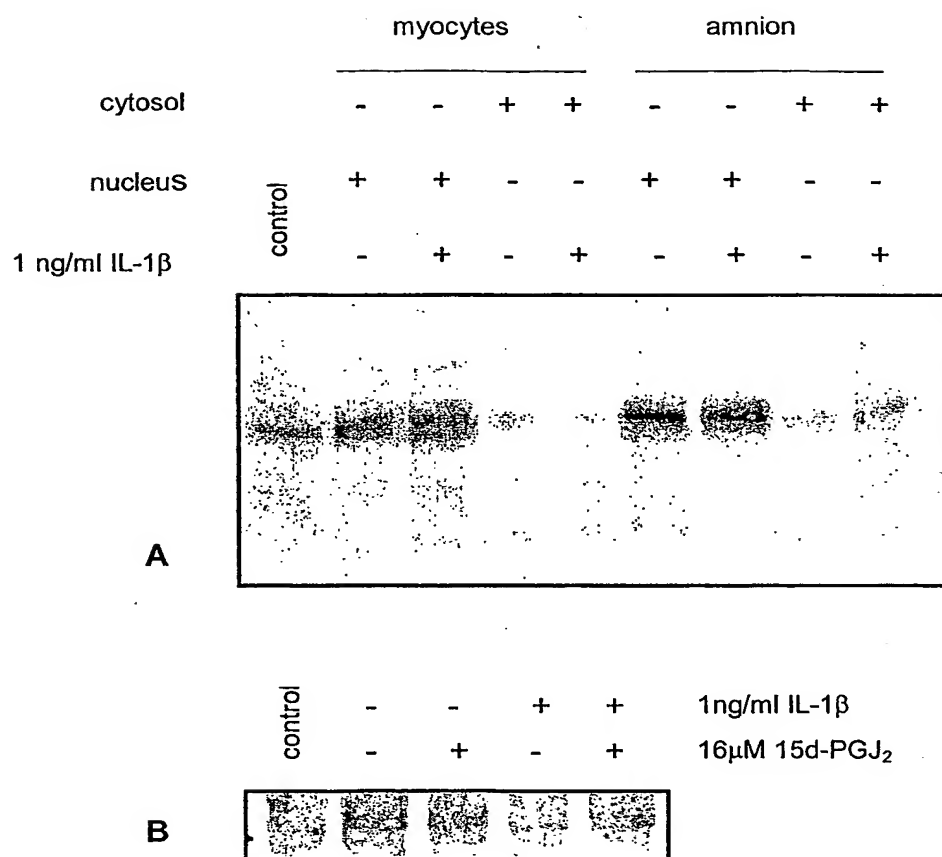 myocytes amnion
cytosol - - + + - - + +
nucleus + + - - + + - -
control
1 ng/ml IL-1β - + - + - + - +
A
control
- - + + 1ng/ml IL-1β
- + - + 16μM 15d-PGJ₂
B